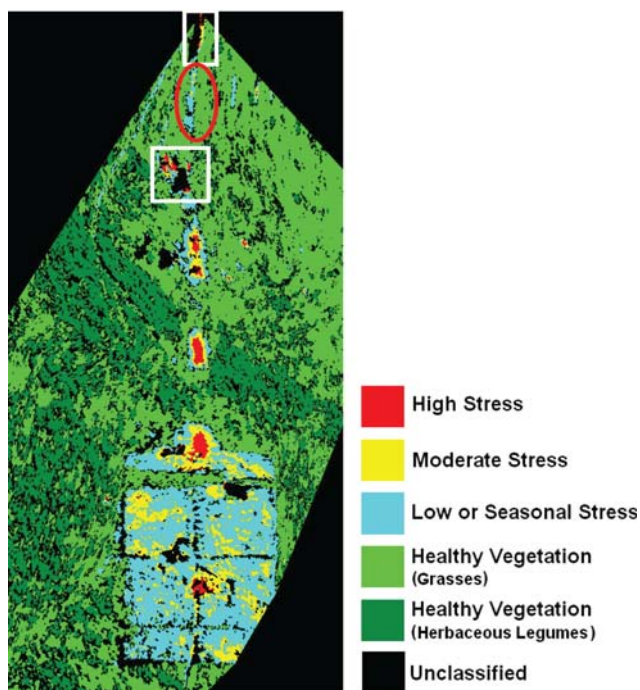 High Stress
Moderate Stress
Low or Seasonal Stress
Healthy Vegetation
(Grasses)
Healthy Vegetation
(Herbaceous Legumes)
Unclassified